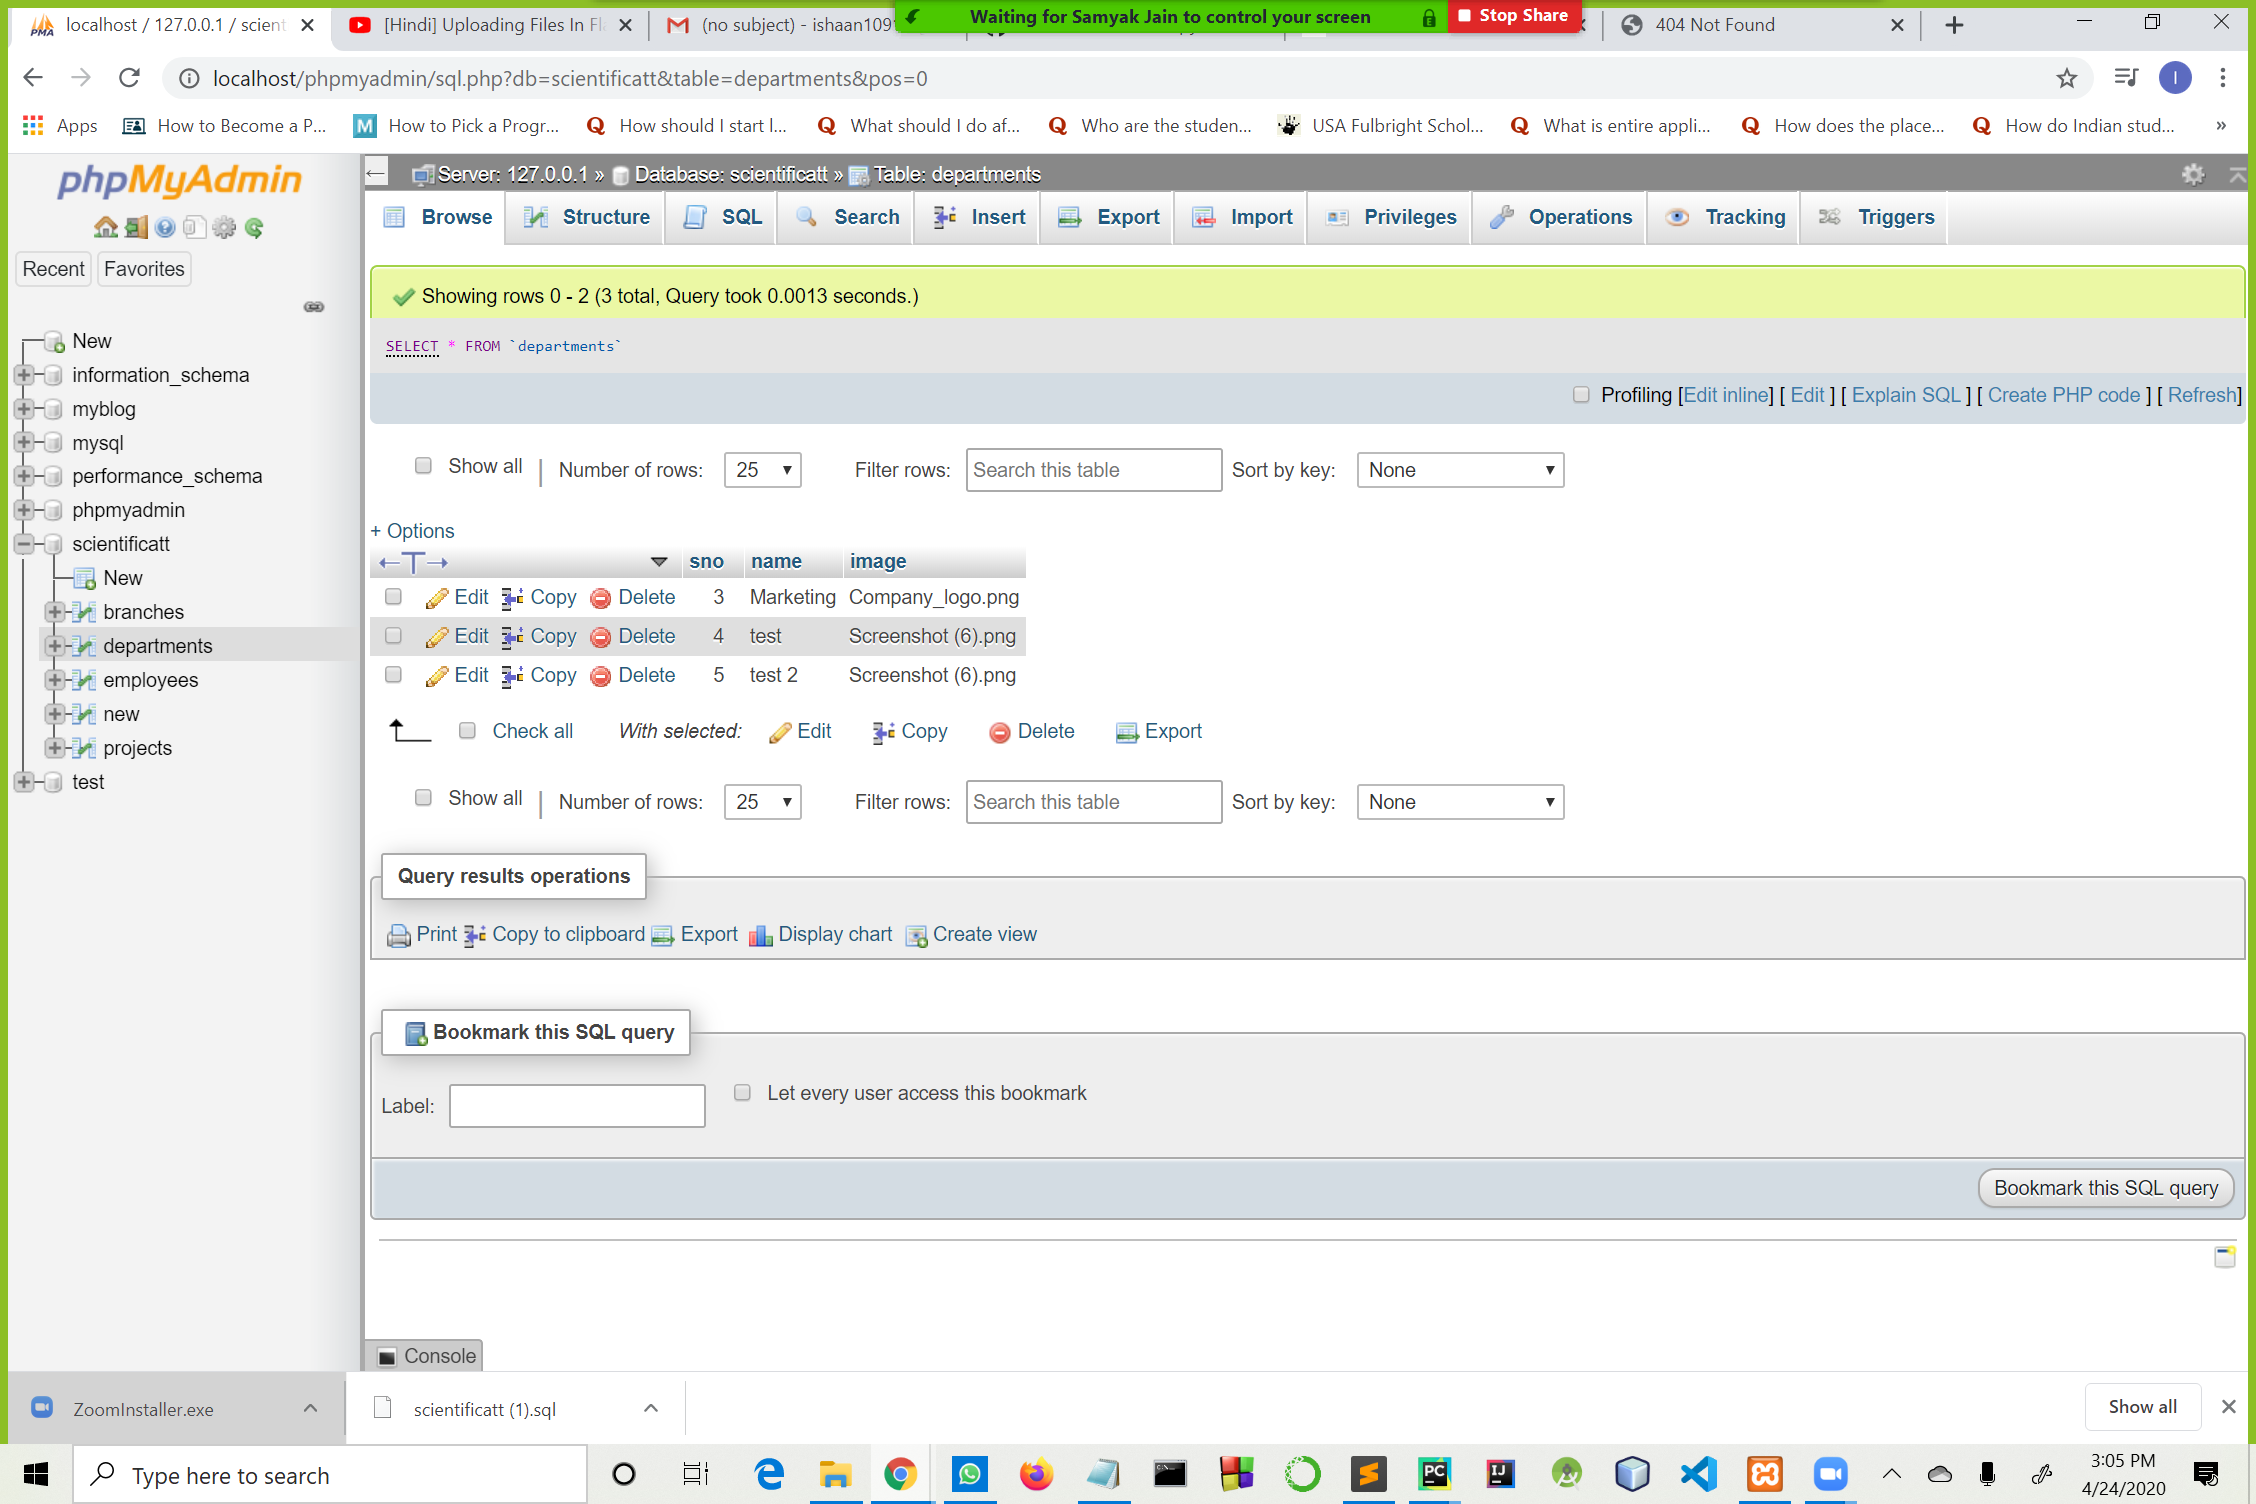 localhost / 127.0.0.1 / scient
[Hindi] Uploading Files In Fl
(no subject) - ishaan109
Waiting for Samyak Jain to control your screen
Stop Share
404 Not Found
localhost/phpmyadmin/sql.php?db=scientificatt&table=departments&pos=0
I
Apps
How to Become a P...
How to Pick a Progr...
How should I start l...
What should I do af...
Who are the studen...
USA Fulbright Schol...
What is entire appli...
How does the place...
How do Indian stud...
»
phpMyAdmin
Recent
Favorites
New
information_schema
myblog
mysql
performance_schema
phpmyadmin
scientificatt
New
branches
departments
employees
new
projects
test
Server: 127.0.0.1 » Database: scientificatt » Table: departments
Browse
Structure
SQL
Search
Insert
Export
Import
Privileges
Operations
Tracking
Triggers
Showing rows 0 - 2 (3 total, Query took 0.0013 seconds.)
SELECT * FROM `departments`
Profiling [Edit inline] [ Edit ] [ Explain SQL ] [ Create PHP code ] [ Refresh]
Show all | Number of rows: 25 Filter rows: Search this table Sort by key: None
+ Options
←T→ sno name image
Edit Copy Delete 3 Marketing Company_logo.png
Edit Copy Delete 4 test Screenshot (6).png
Edit Copy Delete 5 test 2 Screenshot (6).png
Check all With selected: Edit Copy Delete Export
Show all | Number of rows: 25 Filter rows: Search this table Sort by key: None
Query results operations
Print Copy to clipboard Export Display chart Create view
Bookmark this SQL query
Label: Let every user access this bookmark
Bookmark this SQL query
Console
ZoomInstaller.exe
scientificatt (1).sql
Show all
Type here to search
3:05 PM
4/24/2020